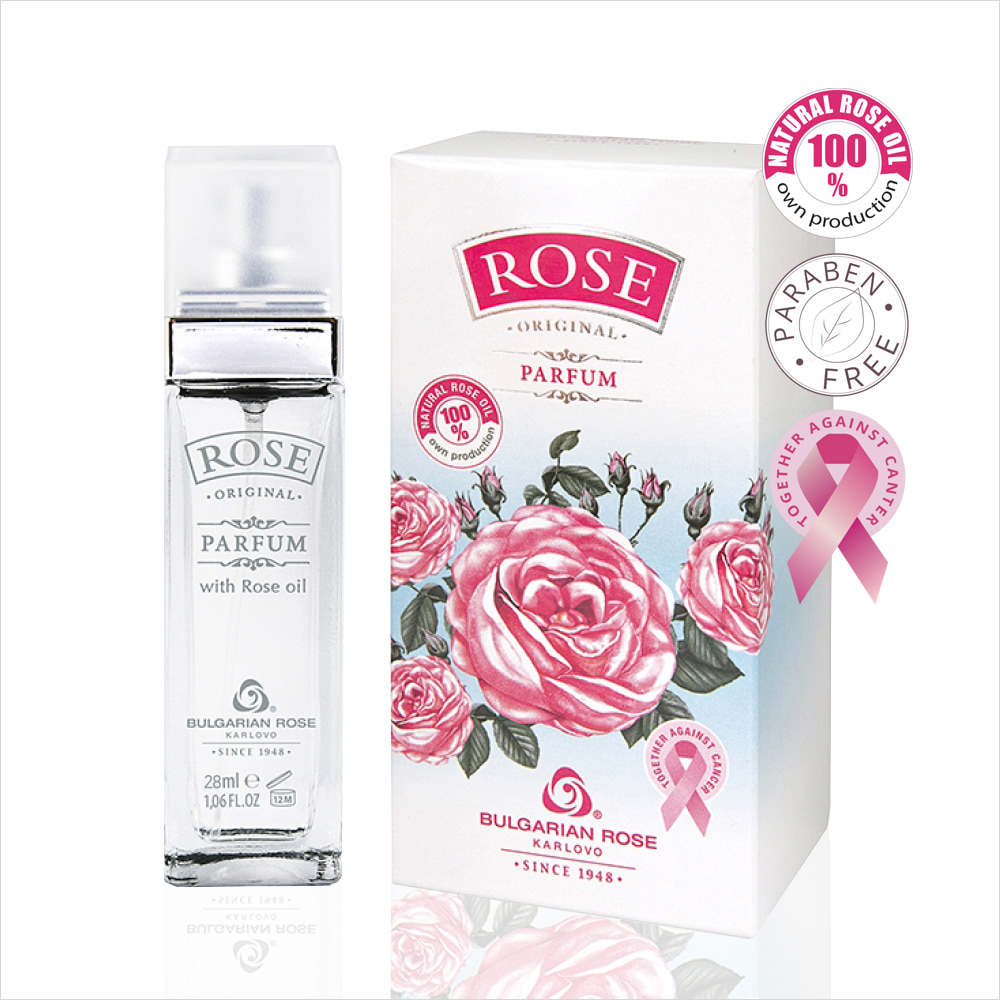 ROSE
• ORIGINAL •
PARFUM
with Rose oil
BULGARIAN ROSE ®
KARLOVO
• SINCE 1948 •
28ml ℮
1,06 FL.OZ
12M
ROSE
• ORIGINAL •
PARFUM
NATURAL ROSE OIL
100
%
own production
TOGETHER AGAINST CANCER
BULGARIAN ROSE ®
KARLOVO
• SINCE 1948 •
NATURAL ROSE OIL
100
%
own production
PARABEN •
FREE •
TOGETHER AGAINST CANTER